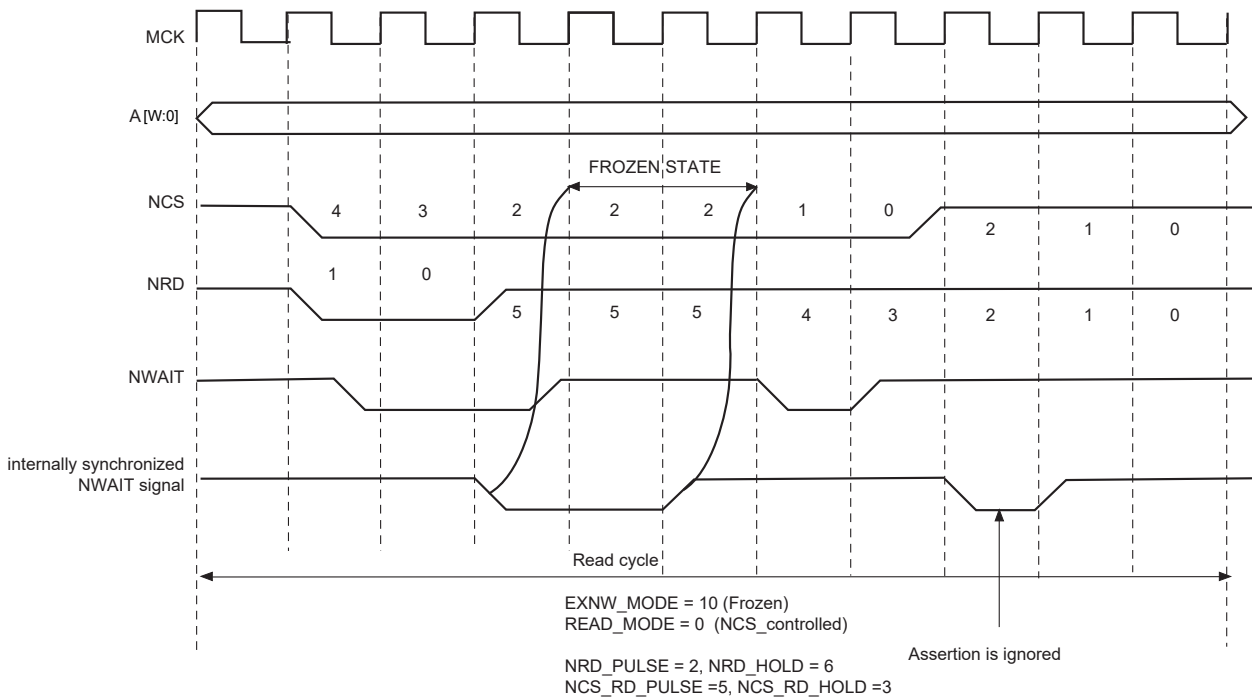 MCK
A[W:0]
FROZEN STATE
NCS
4 3 2 2 2 1 0
2 1 0
1 0
NRD
5 5 5 4 3 2 1 0
NWAIT
internally synchronized
NWAIT signal
Read cycle
EXNW_MODE = 10 (Frozen)
READ_MODE = 0 (NCS_controlled)
Assertion is ignored
NRD_PULSE = 2, NRD_HOLD = 6
NCS_RD_PULSE =5, NCS_RD_HOLD =3